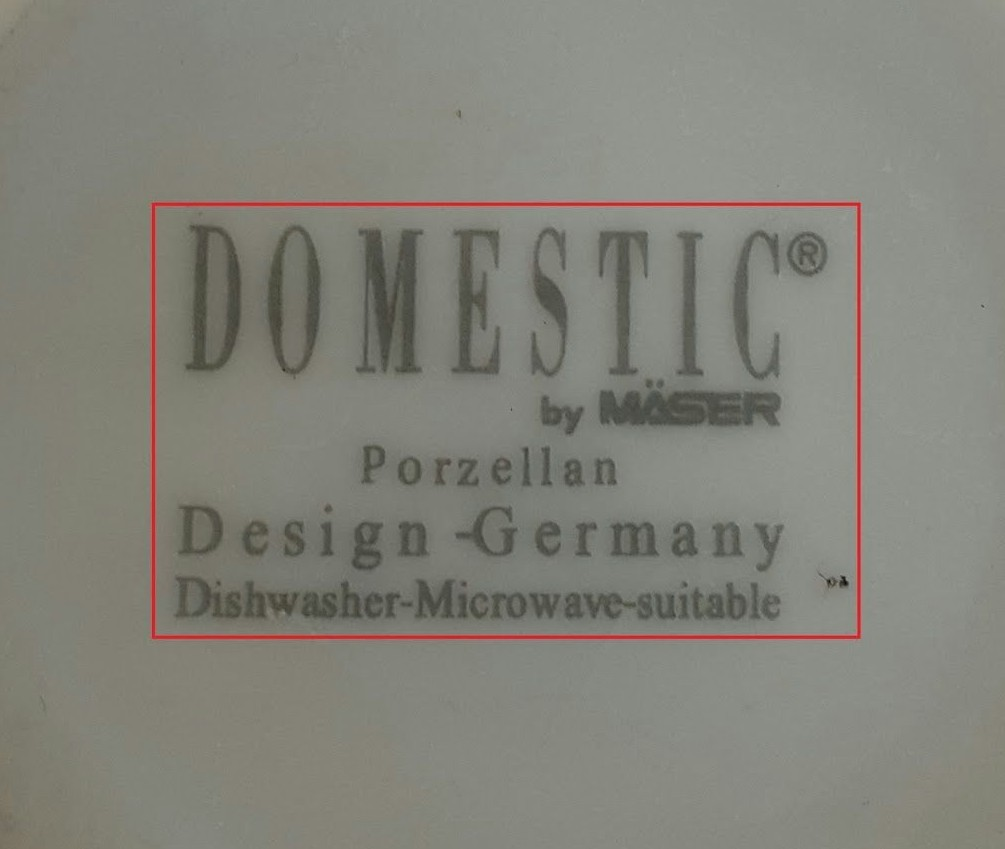 DOMESTIC®
by MÄSER
Porzellan
Design -Germany
Dishwasher-Microwave-suitable